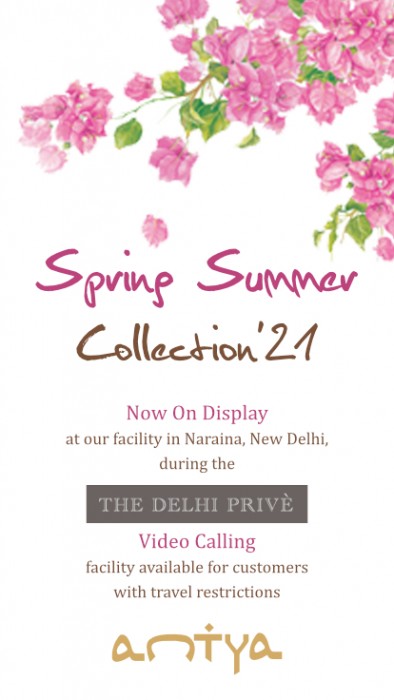 Spring Summer
Collection'21
Now On Display
at our facility in Naraina, New Delhi,
during the
THE DELHI PRIVÈ
Video Calling
facility available for customers
with travel restrictions
antya